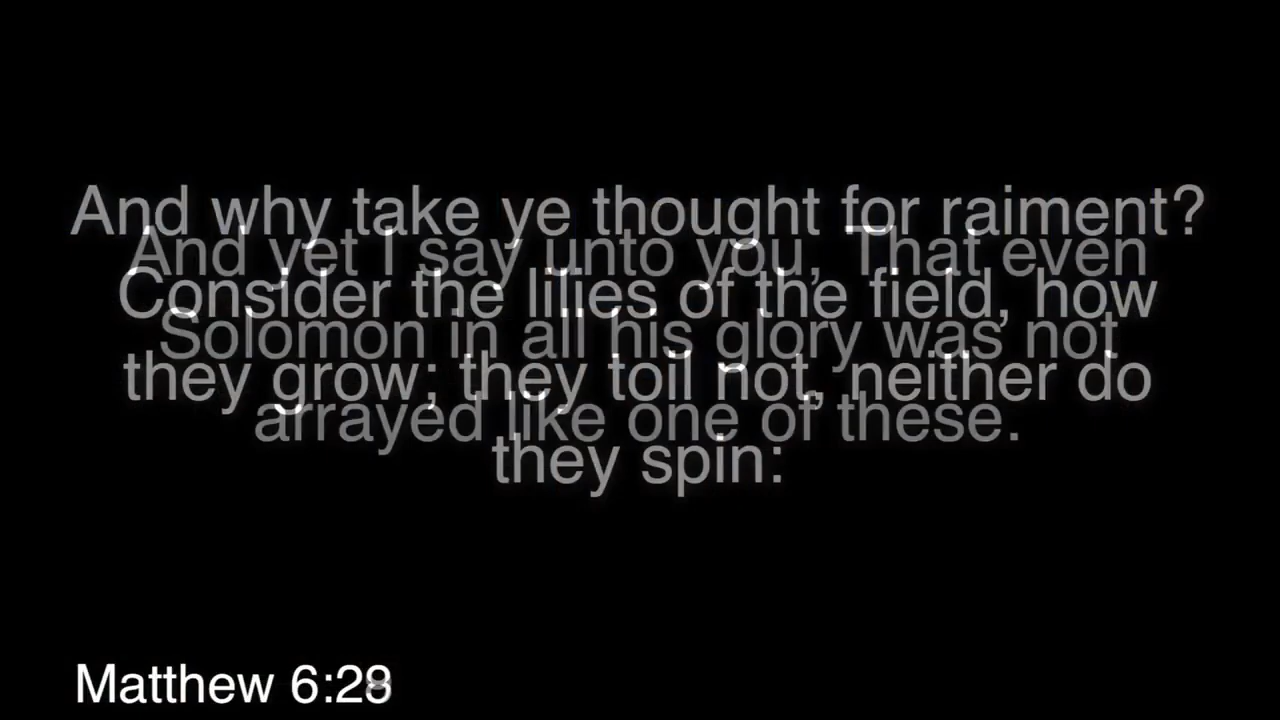 And why take ye thought for raiment?
And yet I say unto you, That even
Consider the lilies of the field, how
Solomon in all his glory was not
they grow; they toil not, neither do
arrayed like one of these.
they spin:
Matthew 6:28